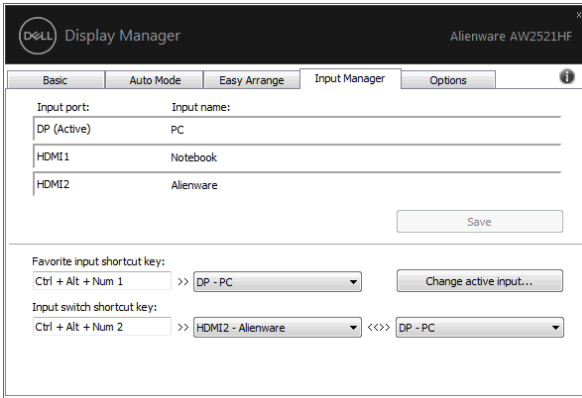 DELL Display Manager Alienware AW2521HF
x
Basic Auto Mode Easy Arrange Input Manager Options i
Input port: Input name:
DP (Active) PC
HDMI1 Notebook
HDMI2 Alienware
Save
Favorite input shortcut key:
Ctrl + Alt + Num 1 >> DP - PC Change active input...
Input switch shortcut key:
Ctrl + Alt + Num 2 >> HDMI2 - Alienware <<>> DP - PC